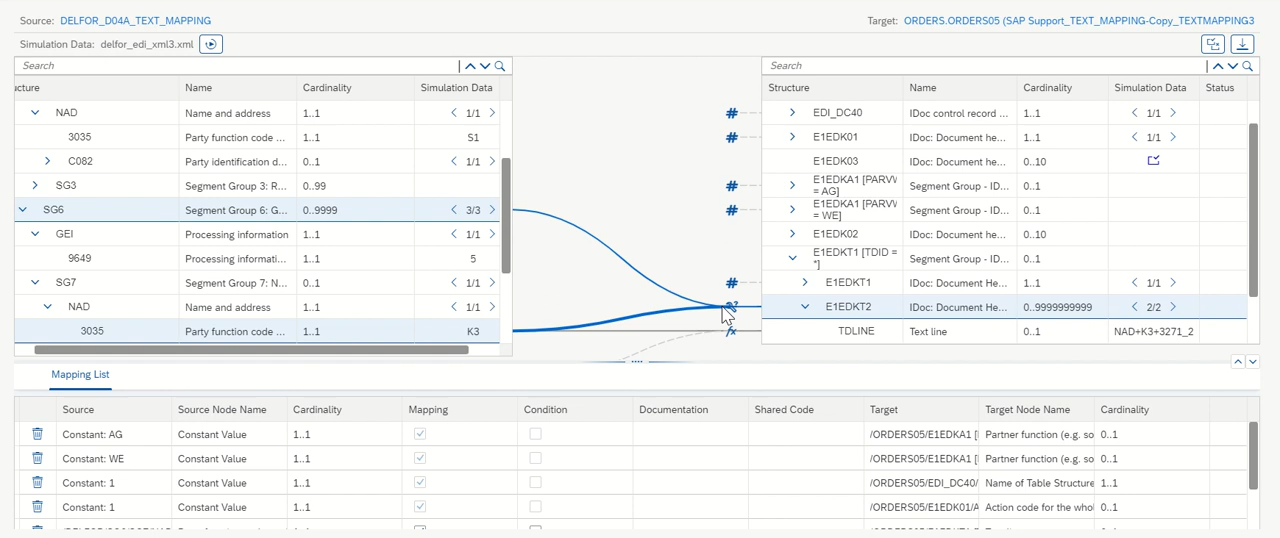 Source: DELFOR_D04A_TEXT_MAPPING
Target: ORDERS.ORDERS05 (SAP Support_TEXT_MAPPING-Copy_TEXTMAPPING3
Simulation Data: delfor_edi_xml3.xml
Search
Search
ucture Name Cardinality Simulation Data
Structure Name Cardinality Simulation Data Status
NAD Name and address 1..1 1/1
3035 Party function code ... 1..1 S1
C082 Party identification d... 0..1 1/1
SG3 Segment Group 3: R... 0..99
SG6 Segment Group 6: G... 0..9999 3/3
GEI Processing information 1..1 1/1
9649 Processing informati... 1..1 5
SG7 Segment Group 7: N... 1..1 1/1
NAD Name and address 1..1 1/1
3035 Party function code ... 1..1 K3
# 
#
#
#
#
fx
EDI_DC40 IDoc control record ... 1..1 1/1
E1EDK01 IDoc: Document he... 1..1 1/1
E1EDK03 IDoc: Document he... 0..10
E1EDKA1 [PARVW
= AG] Segment Group - ID... 0..1
E1EDKA1 [PARVW
= WE] Segment Group - ID... 0..1
E1EDK02 IDoc: Document he... 0..10
E1EDKT1 [TDID =
*] Segment Group - ID... 0..1
E1EDKT1 IDoc: Document He... 1..1 1/1
E1EDKT2 IDoc: Document He... 0..9999999999 2/2
TDLINE Text line 0..1 NAD+K3+3271_2
Mapping List
Source Source Node Name Cardinality Mapping Condition Documentation Shared Code Target Target Node Name Cardinality
Constant: AG Constant Value 1..1 /ORDERS05/E1EDKA1 [ Partner function (e.g. so 0..1
Constant: WE Constant Value 1..1 /ORDERS05/E1EDKA1 [ Partner function (e.g. so 0..1
Constant: 1 Constant Value 1..1 /ORDERS05/EDI_DC40/ Name of Table Structure 1..1
Constant: 1 Constant Value 1..1 /ORDERS05/E1EDK01/A Action code for the whol 0..1